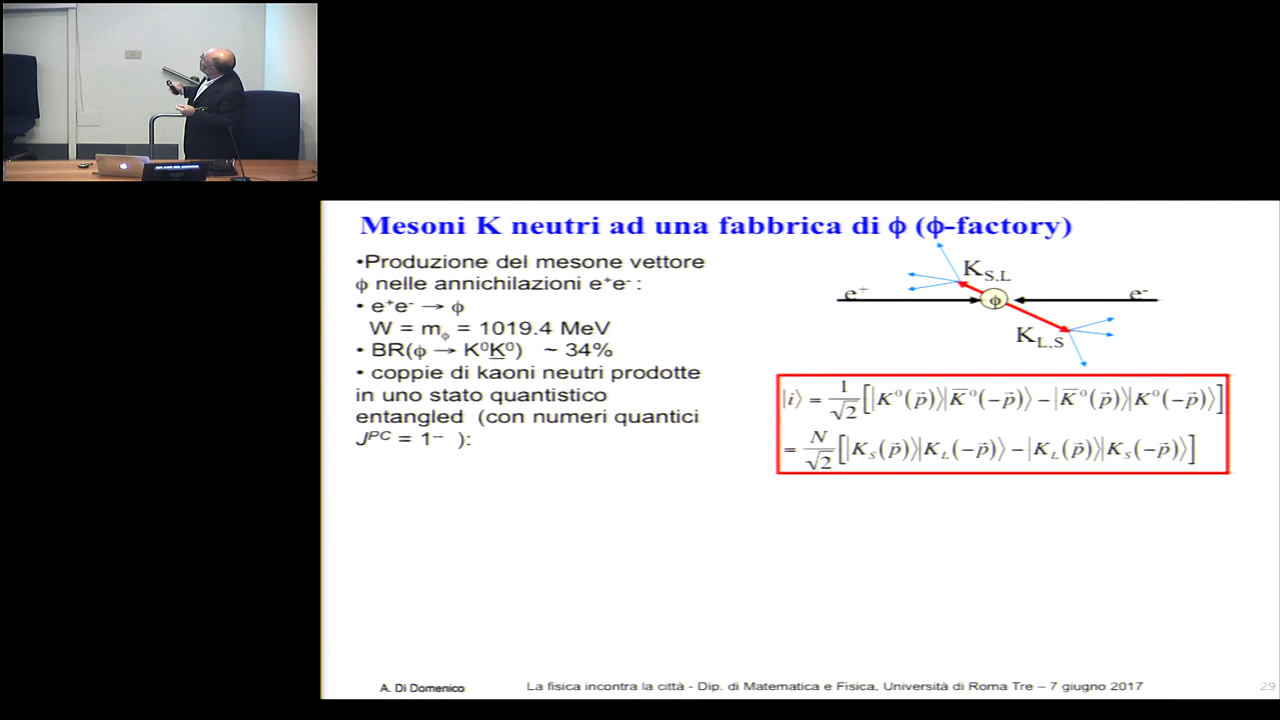 Mesoni K neutri ad una fabbrica di ϕ (ϕ-factory)
•Produzione del mesone vettore
ϕ nelle annichilazioni e⁺e⁻ :
• e⁺e⁻ → ϕ
W = m_ϕ = 1019.4 MeV
• BR(ϕ → K⁰K̲⁰) ~ 34%
• coppie di kaoni neutri prodotte
in uno stato quantistico
entangled (con numeri quantici
J^PC = 1⁻⁻ ):
K_S,L
e⁺
ϕ
e⁻
K_L,S
|i⟩ = 1/√2 [|K⁰(p⃗)⟩|K̅⁰(−p⃗)⟩ − |K̅⁰(p⃗)⟩|K⁰(−p⃗)⟩]
= N/√2 [|K_S(p⃗)⟩|K_L(−p⃗)⟩ − |K_L(p⃗)⟩|K_S(−p⃗)⟩]
A. Di Domenico
La fisica incontra la città - Dip. di Matematica e Fisica, Università di Roma Tre – 7 giugno 2017
29